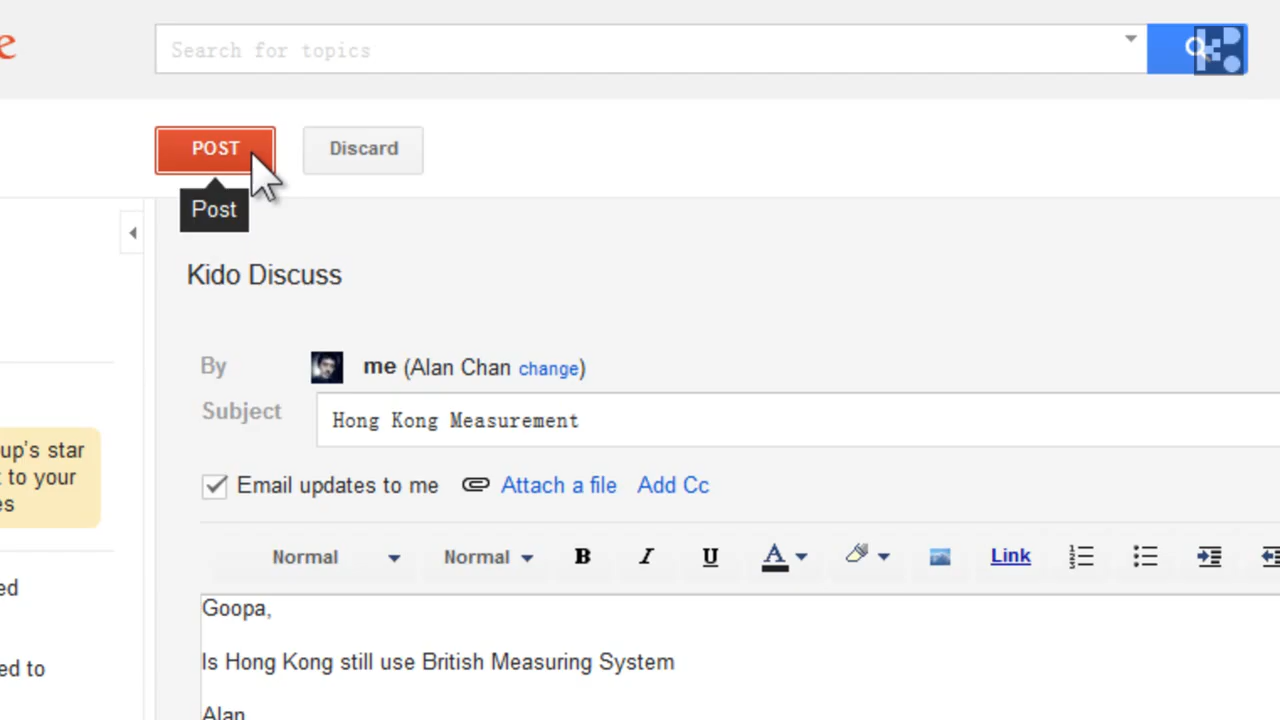 e
Search for topics
POST Discard
Post
Kido Discuss
By me (Alan Chan change)
Subject Hong Kong Measurement
up's star
t to your
es
Email updates to me Attach a file Add Cc
Normal Normal B I U A Link
ed
Goopa,
Is Hong Kong still use British Measuring System
ed to
Alan